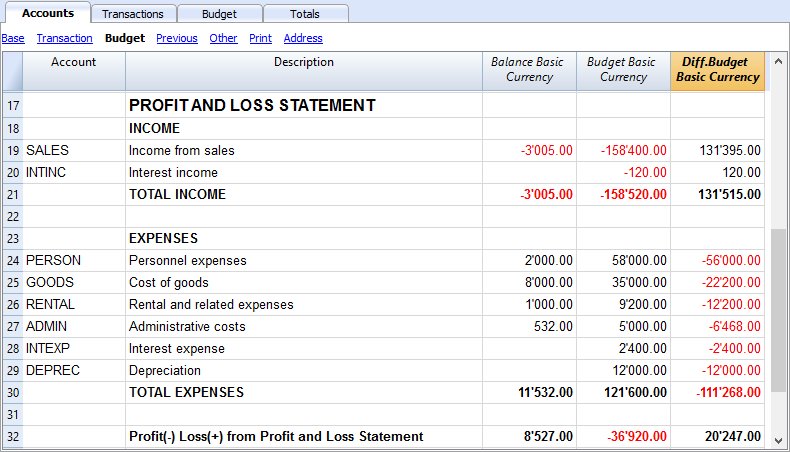 Accounts Transactions Budget Totals
Base Transaction Budget Previous Other Print Address
Account Description Balance Basic Currency Budget Basic Currency Diff.Budget Basic Currency
17 PROFIT AND LOSS STATEMENT
18 INCOME
19 SALES Income from sales -3'005.00 -158'400.00 131'395.00
20 INTINC Interest income -120.00 120.00
21 TOTAL INCOME -3'005.00 -158'520.00 131'515.00
22
23 EXPENSES
24 PERSON Personnel expenses 2'000.00 58'000.00 -56'000.00
25 GOODS Cost of goods 8'000.00 35'000.00 -22'200.00
26 RENTAL Rental and related expenses 1'000.00 9'200.00 -12'200.00
27 ADMIN Administrative costs 532.00 5'000.00 -6'468.00
28 INTEXP Interest expense 2'400.00 -2'400.00
29 DEPREC Depreciation 12'000.00 -12'000.00
30 TOTAL EXPENSES 11'532.00 121'600.00 -111'268.00
31
32 Profit(-) Loss(+) from Profit and Loss Statement 8'527.00 -36'920.00 20'247.00